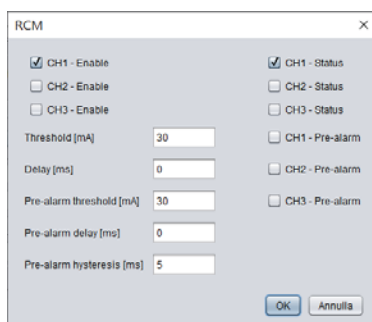 RCM
CH1 - Enable CH1 - Status
CH2 - Enable CH2 - Status
CH3 - Enable CH3 - Status
Threshold [mA] 30 CH1 - Pre-alarm
Delay [ms] 0 CH2 - Pre-alarm
Pre-alarm threshold [mA] 30 CH3 - Pre-alarm
Pre-alarm delay [ms] 0
Pre-alarm hysteresis [ms] 5
OK Annulla